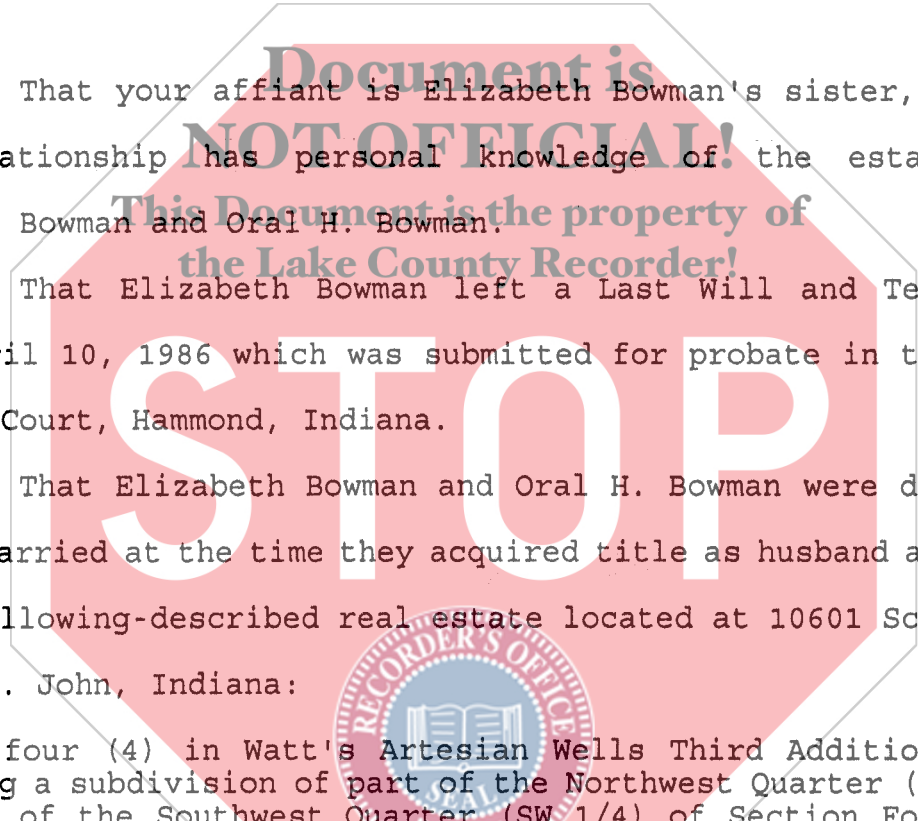 Document is
NOT OFFICIAL!
This Document is the property of
the Lake County Recorder!
STOP
RECORDER'S OFFICE
SEAL
That your affiant is Elizabeth Bowman's sister,
ationship has personal knowledge of the esta
Bowman and Oral H. Bowman.
That Elizabeth Bowman left a Last Will and Te
il 10, 1986 which was submitted for probate in t
Court, Hammond, Indiana.
That Elizabeth Bowman and Oral H. Bowman were d
arried at the time they acquired title as husband a
llowing-described real estate located at 10601 Sc
. John, Indiana:
four (4) in Watt's Artesian Wells Third Additio
g a subdivision of part of the Northwest Quarter (
of the Southwest Quarter (SW 1/4) of Section Fo